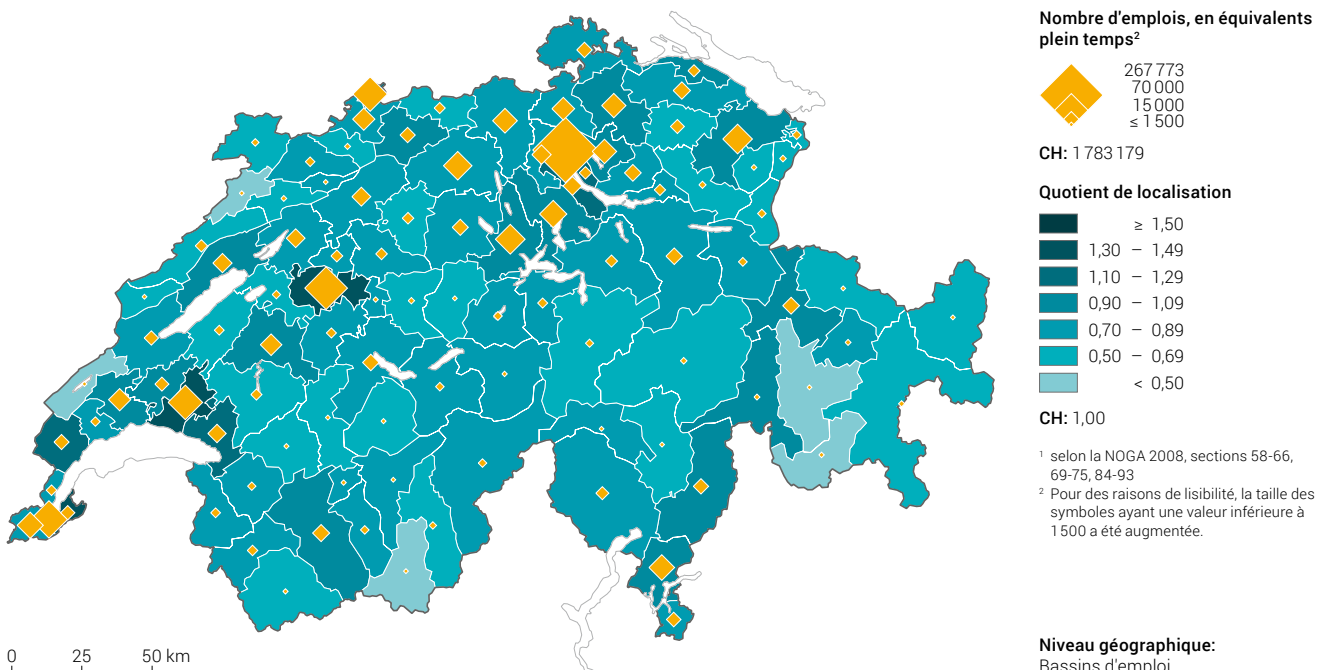 Nombre d'emplois, en équivalents
plein temps²
267 773
70 000
15 000
≤ 1 500
CH: 1 783 179
Quotient de localisation
≥ 1,50
1,30 – 1,49
1,10 – 1,29
0,90 – 1,09
0,70 – 0,89
0,50 – 0,69
< 0,50
CH: 1,00
¹ selon la NOGA 2008, sections 58-66,
69-75, 84-93
² Pour des raisons de lisibilité, la taille des
symboles ayant une valeur inférieure à
1 500 a été augmentée.
Niveau géographique:
Bassins d'emploi
0 25 50 km